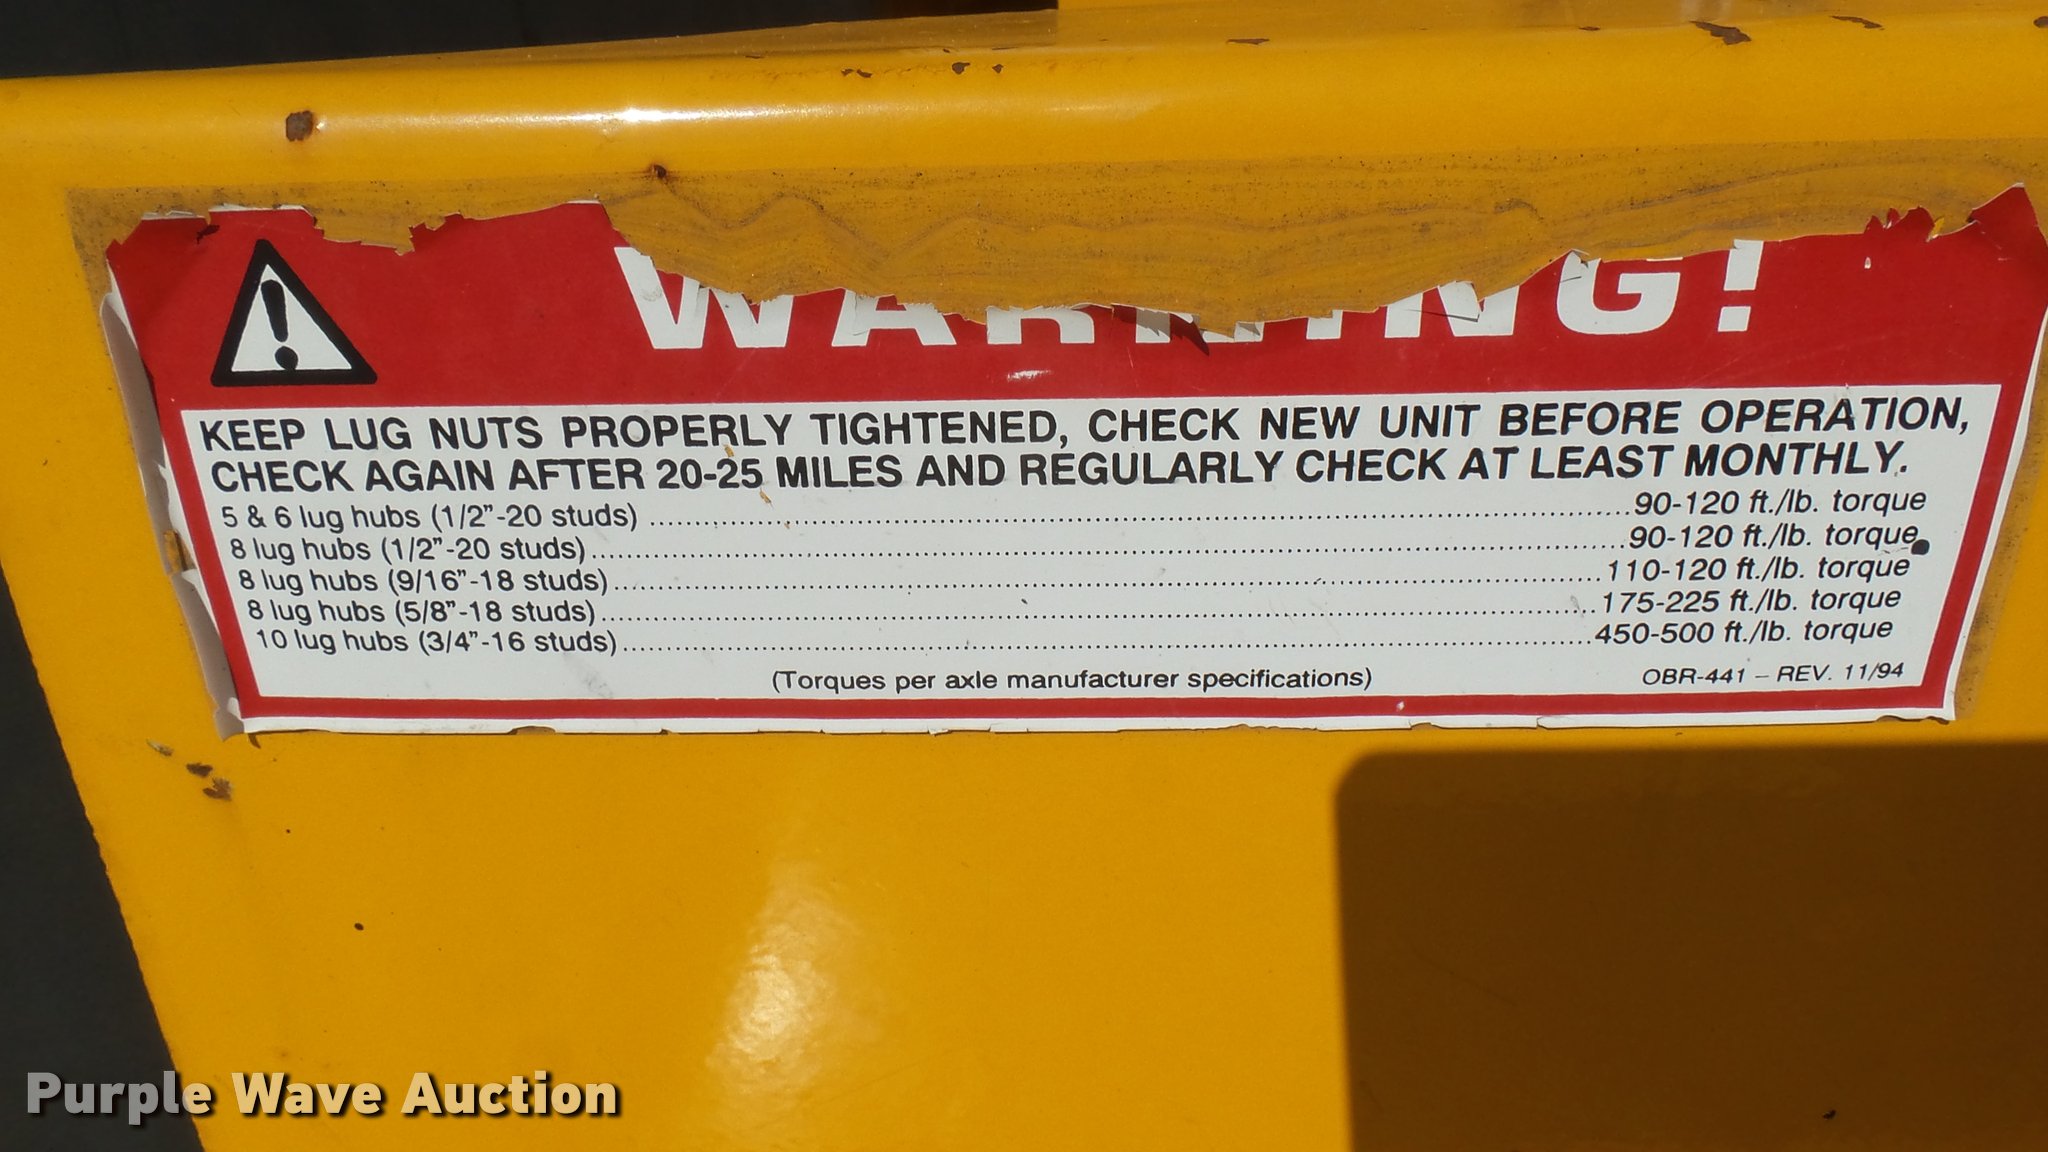 WARNING!
KEEP LUG NUTS PROPERLY TIGHTENED, CHECK NEW UNIT BEFORE OPERATION,
CHECK AGAIN AFTER 20-25 MILES AND REGULARLY CHECK AT LEAST MONTHLY.
5 & 6 lug hubs (1/2"-20 studs) ........ 90-120 ft./lb. torque
8 lug hubs (1/2"-20 studs) ........ 90-120 ft./lb. torque
8 lug hubs (9/16"-18 studs) ........ 110-120 ft./lb. torque
8 lug hubs (5/8"-18 studs) ........ 175-225 ft./lb. torque
10 lug hubs (3/4"-16 studs) ........ 450-500 ft./lb. torque
(Torques per axle manufacturer specifications) OBR-441 – REV. 11/94
Purple Wave Auction